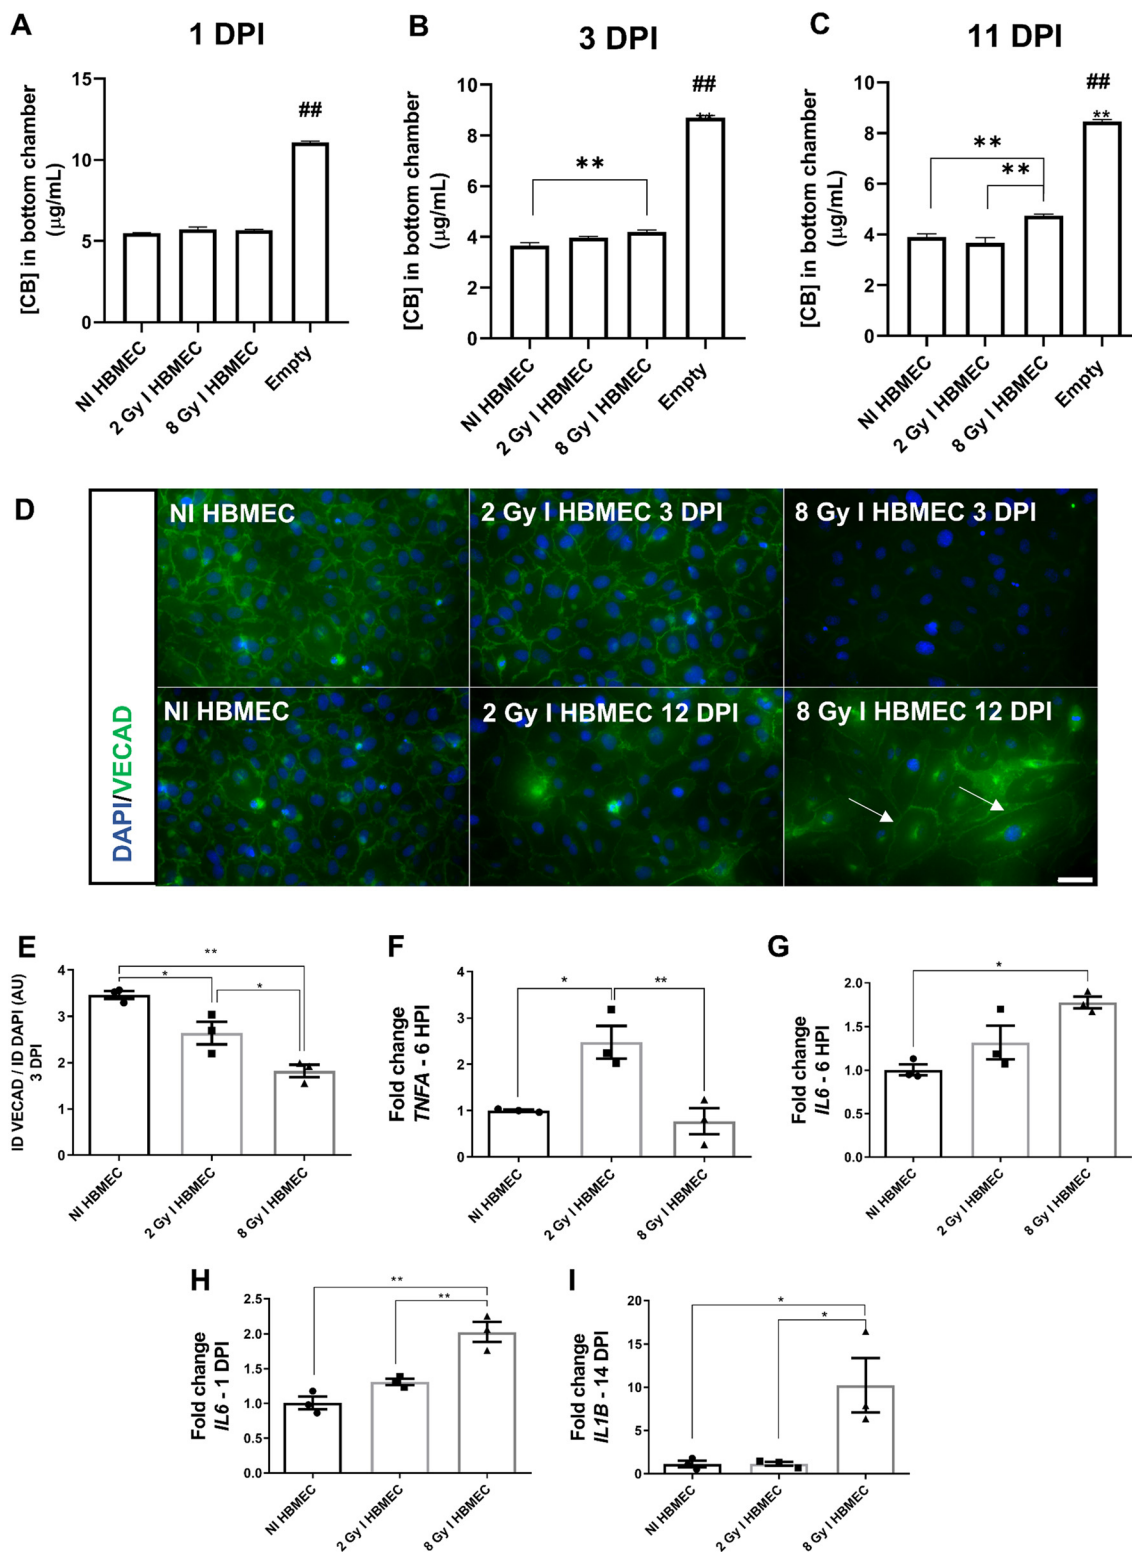 A
1 DPI
[CB] in bottom chamber
(µg/mL)
15
10
5
0
##
NI HBMEC
2 Gy I HBMEC
8 Gy I HBMEC
Empty
B
3 DPI
[CB] in bottom chamber
(µg/mL)
10
8
6
4
2
0
**
##
**
NI HBMEC
2 Gy I HBMEC
8 Gy I HBMEC
Empty
C
11 DPI
[CB] in bottom chamber
(µg/mL)
10
8
6
4
2
0
**
**
##
**
NI HBMEC
2 Gy I HBMEC
8 Gy I HBMEC
Empty
D
DAPI/VECAD
NI HBMEC
2 Gy I HBMEC 3 DPI
8 Gy I HBMEC 3 DPI
NI HBMEC
2 Gy I HBMEC 12 DPI
8 Gy I HBMEC 12 DPI
E
ID VECAD / ID DAPI (AU)
3 DPI
4
3
2
1
0
**
*
*
NI HBMEC
2 Gy I HBMEC
8 Gy I HBMEC
F
Fold change
TNFA - 6 HPI
4
3
2
1
0
*
**
NI HBMEC
2 Gy I HBMEC
8 Gy I HBMEC
G
Fold change
IL6 - 6 HPI
2.0
1.5
1.0
0.5
0.0
*
NI HBMEC
2 Gy I HBMEC
8 Gy I HBMEC
H
Fold change
IL6 - 1 DPI
2.5
2.0
1.5
1.0
0.5
0.0
**
**
NI HBMEC
2 Gy I HBMEC
8 Gy I HBMEC
I
Fold change
IL1B - 14 DPI
20
15
10
5
0
*
*
NI HBMEC
2 Gy I HBMEC
8 Gy I HBMEC